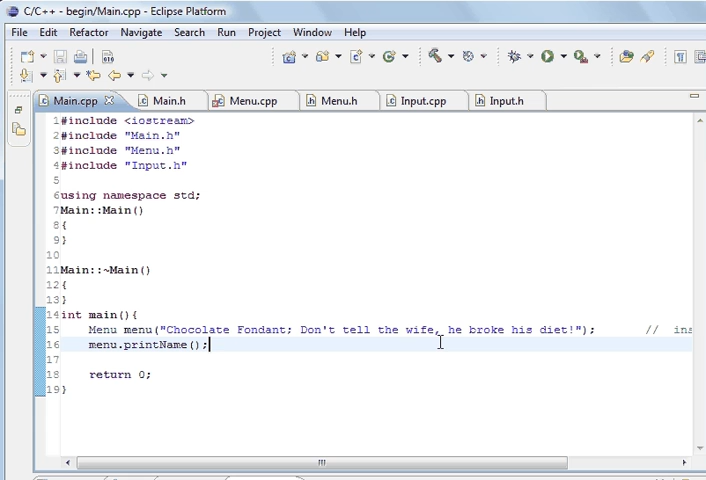 C/C++ - begin/Main.cpp - Eclipse Platform
File Edit Refactor Navigate Search Run Project Window Help
Main.cpp Main.h Menu.cpp Menu.h Input.cpp Input.h
1#include <iostream>
2#include "Main.h"
3#include "Menu.h"
4#include "Input.h"
5
6using namespace std;
7Main::Main()
8{
9}
10
11Main::~Main()
12{
13}
14int main(){
15 Menu menu("Chocolate Fondant; Don't tell the wife, he broke his diet!"); // ins
16 menu.printName();
17
18 return 0;
19}